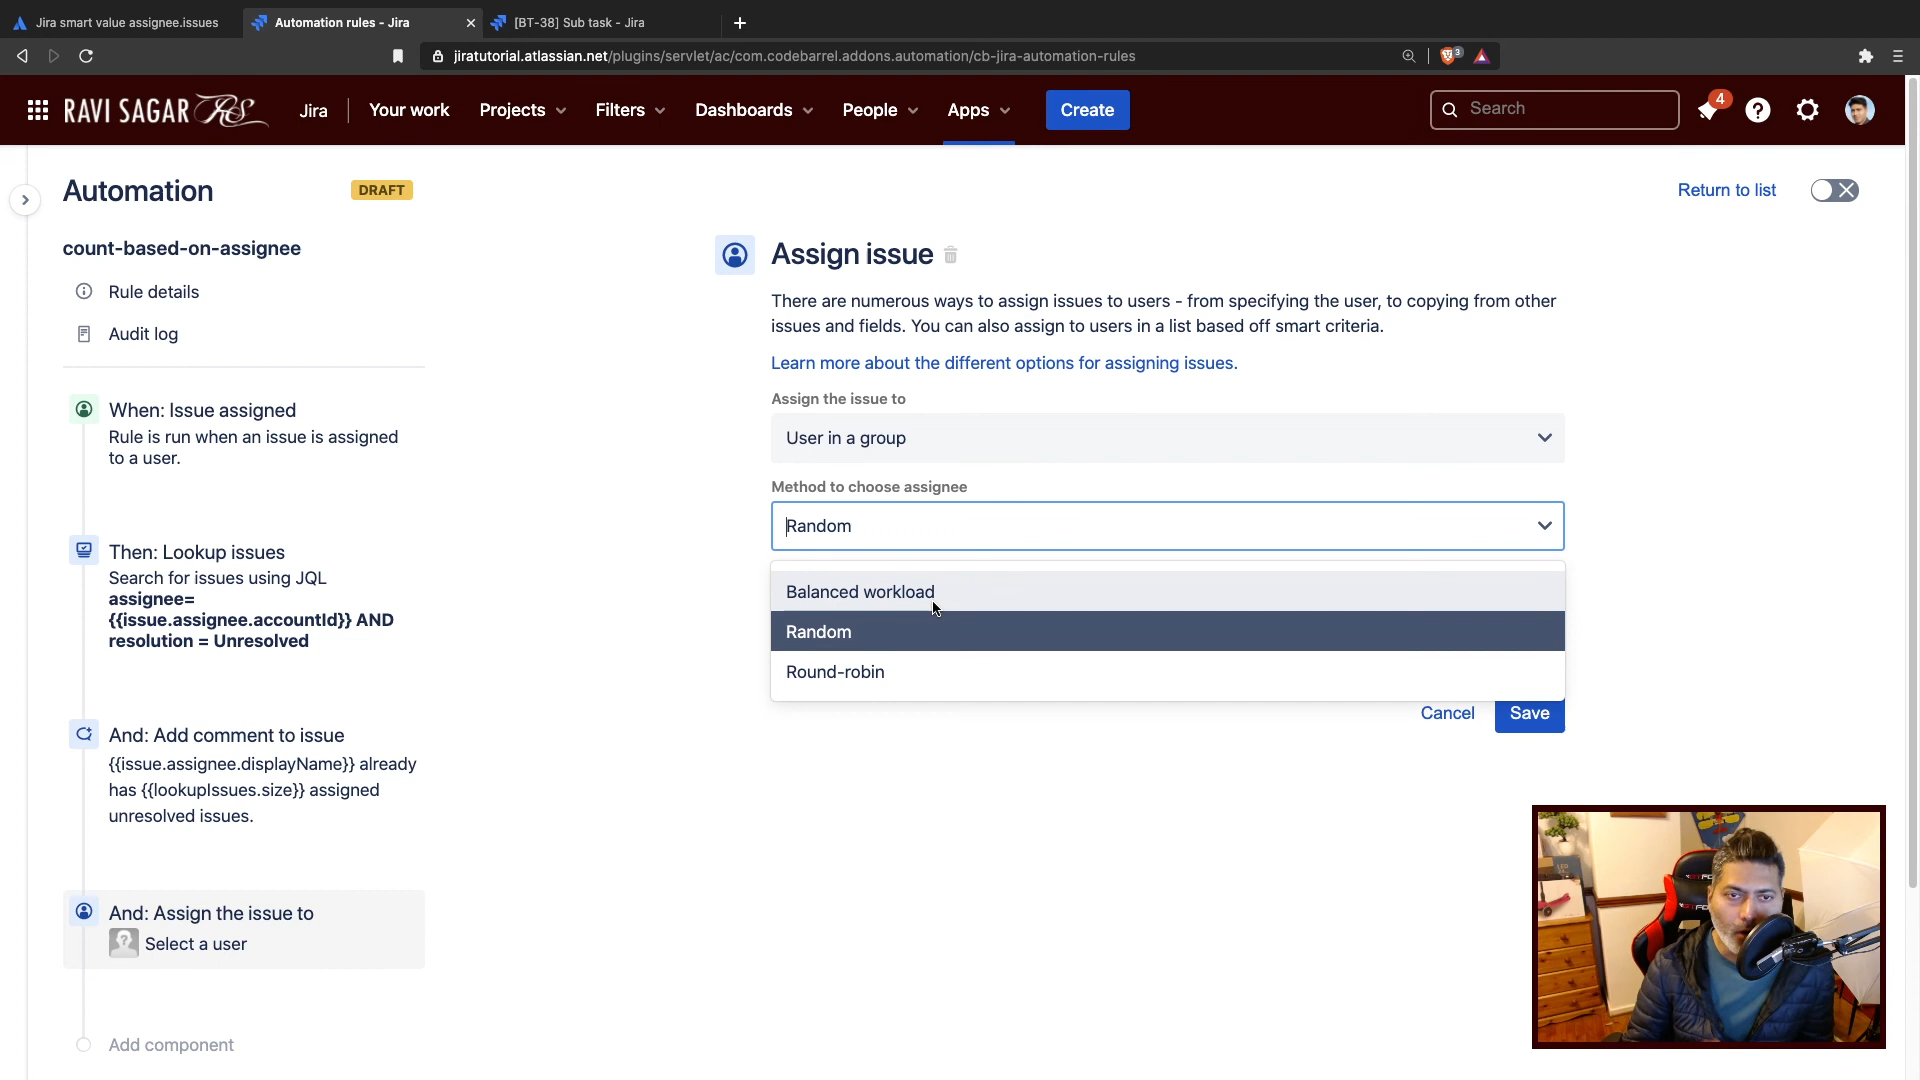 Jira smart value assignee.issues
Automation rules - Jira
[BT-38] Sub task - Jira
jiratutorial.atlassian.net/plugins/servlet/ac/com.codebarrel.addons.automation/cb-jira-automation-rules
3
RAVI SAGAR RS
Jira
Your work
Projects
Filters
Dashboards
People
Apps
Create
Search
4
Automation
DRAFT
Return to list
count-based-on-assignee
Rule details
Audit log
When: Issue assigned
Rule is run when an issue is assigned
to a user.
Then: Lookup issues
Search for issues using JQL
assignee=
{{issue.assignee.accountId}} AND
resolution = Unresolved
And: Add comment to issue
{{issue.assignee.displayName}} already
has {{lookupIssues.size}} assigned
unresolved issues.
And: Assign the issue to
Select a user
Add component
Assign issue
There are numerous ways to assign issues to users - from specifying the user, to copying from other
issues and fields. You can also assign to users in a list based off smart criteria.
Learn more about the different options for assigning issues.
Assign the issue to
User in a group
Method to choose assignee
Random
Balanced workload
Random
Round-robin
Cancel
Save